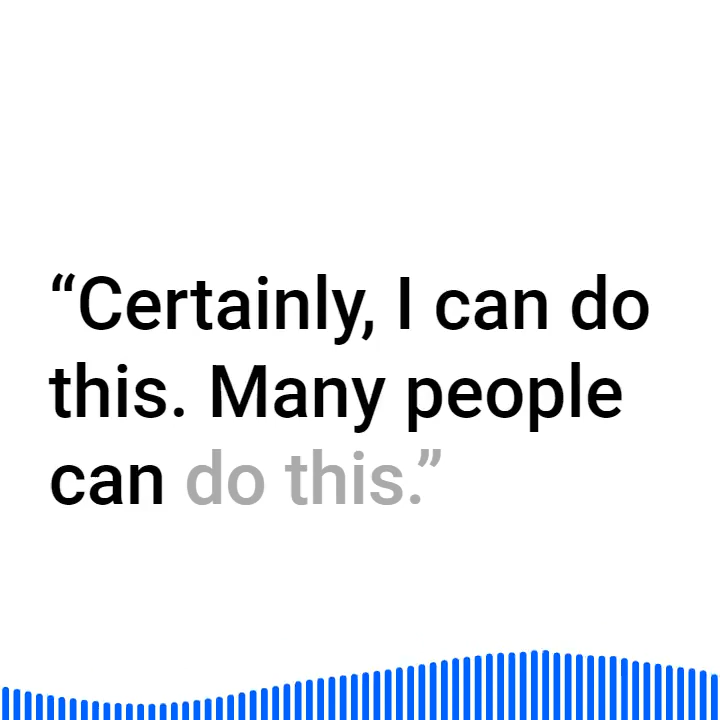 “Certainly, I can do
this. Many people
can do this.”